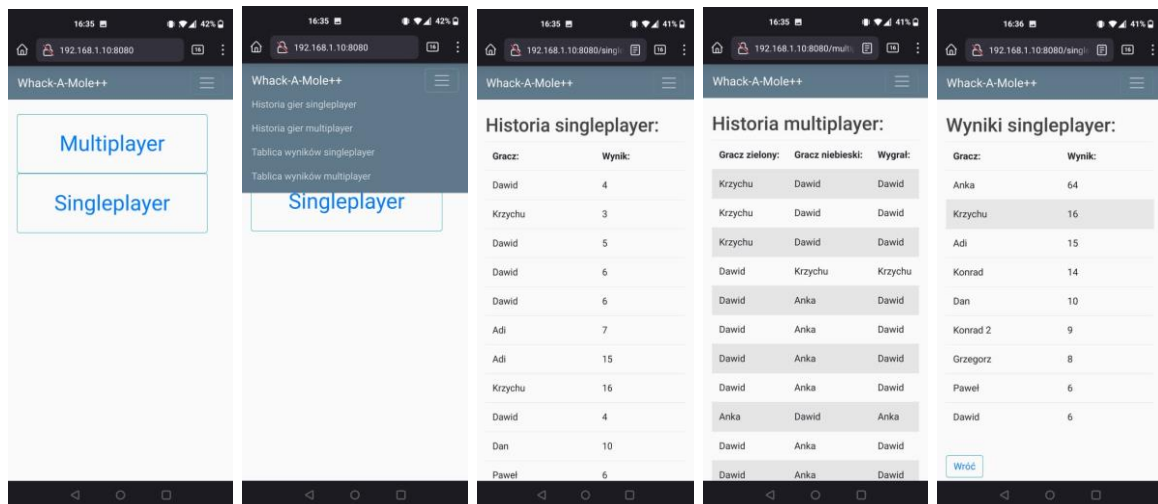 16:35 42%
192.168.1.10:8080 16
Whack-A-Mole++
Multiplayer
Singleplayer
16:35 42%
192.168.1.10:8080 16
Whack-A-Mole++
Historia gier singleplayer
Historia gier multiplayer
Tablica wyników singleplayer
Tablica wyników multiplayer
Singleplayer
16:35 41%
192.168.1.10:8080/singl 16
Whack-A-Mole++
Historia singleplayer:
Gracz: Wynik:
Dawid 4
Krzychu 3
Dawid 5
Dawid 6
Dawid 6
Adi 7
Adi 15
Krzychu 16
Dawid 4
Dan 10
Paweł 6
16:35 41%
192.168.1.10:8080/multi 16
Whack-A-Mole++
Historia multiplayer:
Gracz zielony: Gracz niebieski: Wygrał:
Krzychu Dawid Dawid
Krzychu Dawid Dawid
Krzychu Dawid Dawid
Dawid Krzychu Krzychu
Dawid Anka Dawid
Dawid Anka Dawid
Dawid Anka Dawid
Dawid Anka Dawid
Anka Dawid Anka
Dawid Anka Dawid
Dawid Anka Dawid
16:36 41%
192.168.1.10:8080/singl 16
Whack-A-Mole++
Wyniki singleplayer:
Gracz: Wynik:
Anka 64
Krzychu 16
Adi 15
Konrad 14
Dan 10
Konrad 2 9
Grzegorz 8
Paweł 6
Dawid 6
Wróć